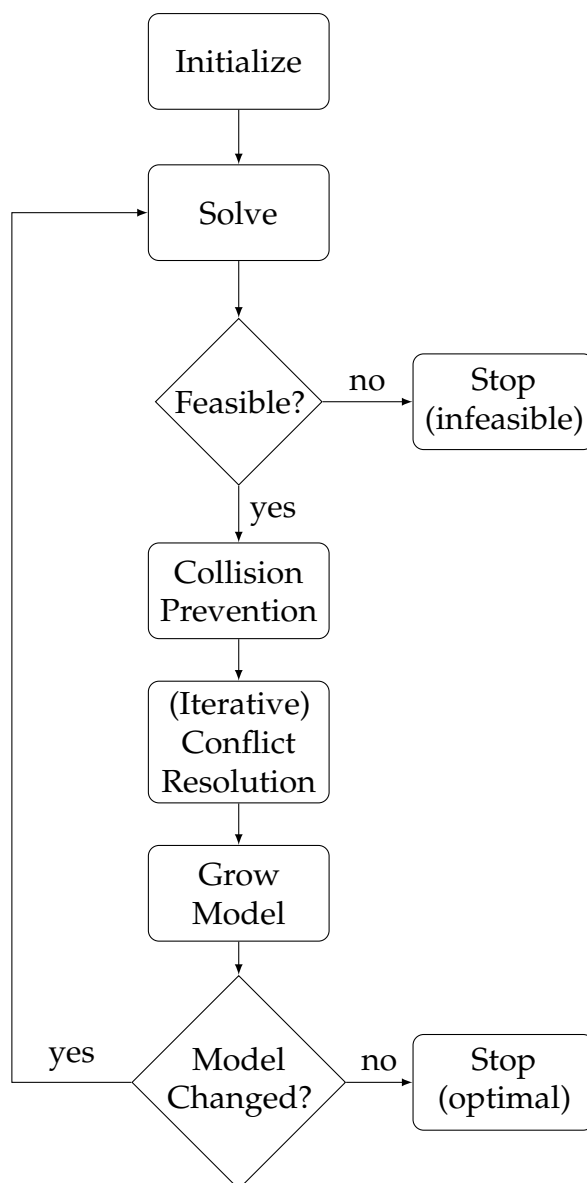 Initialize
Solve
Feasible?
no
Stop
(infeasible)
yes
Collision
Prevention
(Iterative)
Conflict
Resolution
Grow
Model
yes
Model
Changed?
no
Stop
(optimal)